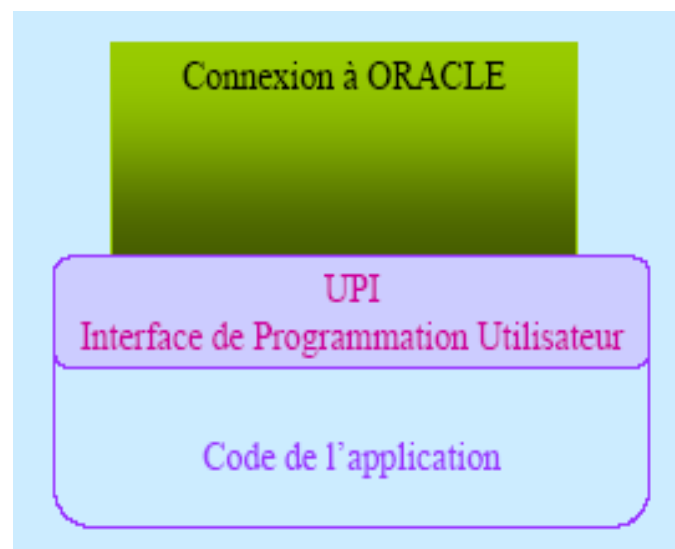 Connexion à ORACLE
UPI
Interface de Programmation Utilisateur
Code de l'application